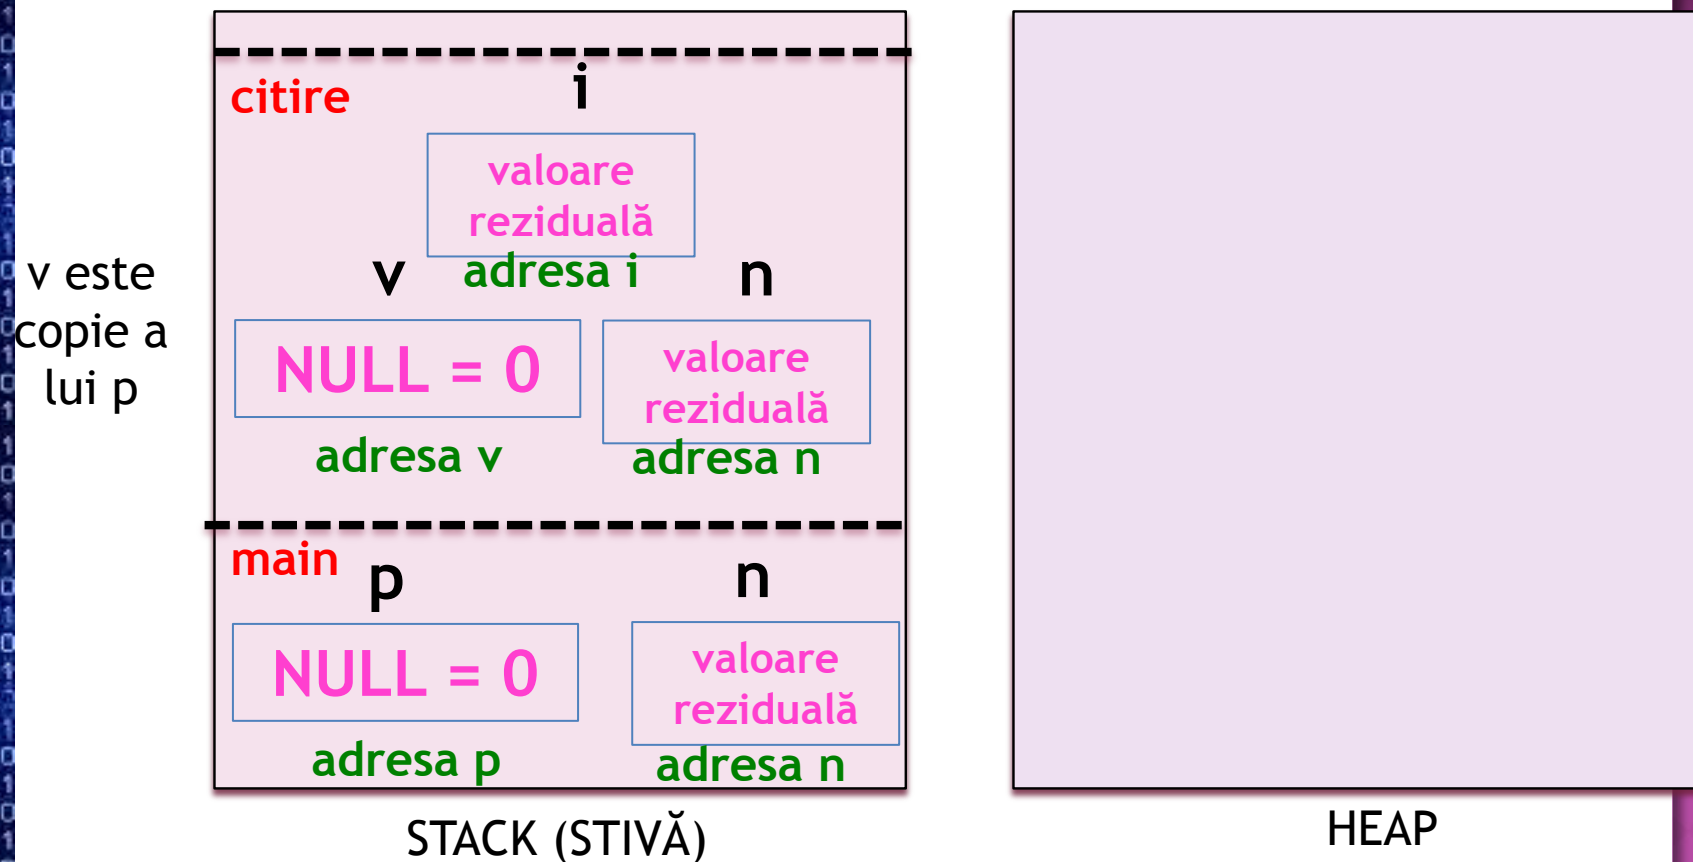 citire
i
valoare
reziduală
adresa i
v
n
v este
copie a
lui p
NULL = 0
valoare
reziduală
adresa v
adresa n
main
p
n
NULL = 0
valoare
reziduală
adresa p
adresa n
STACK (STIVĂ)
HEAP